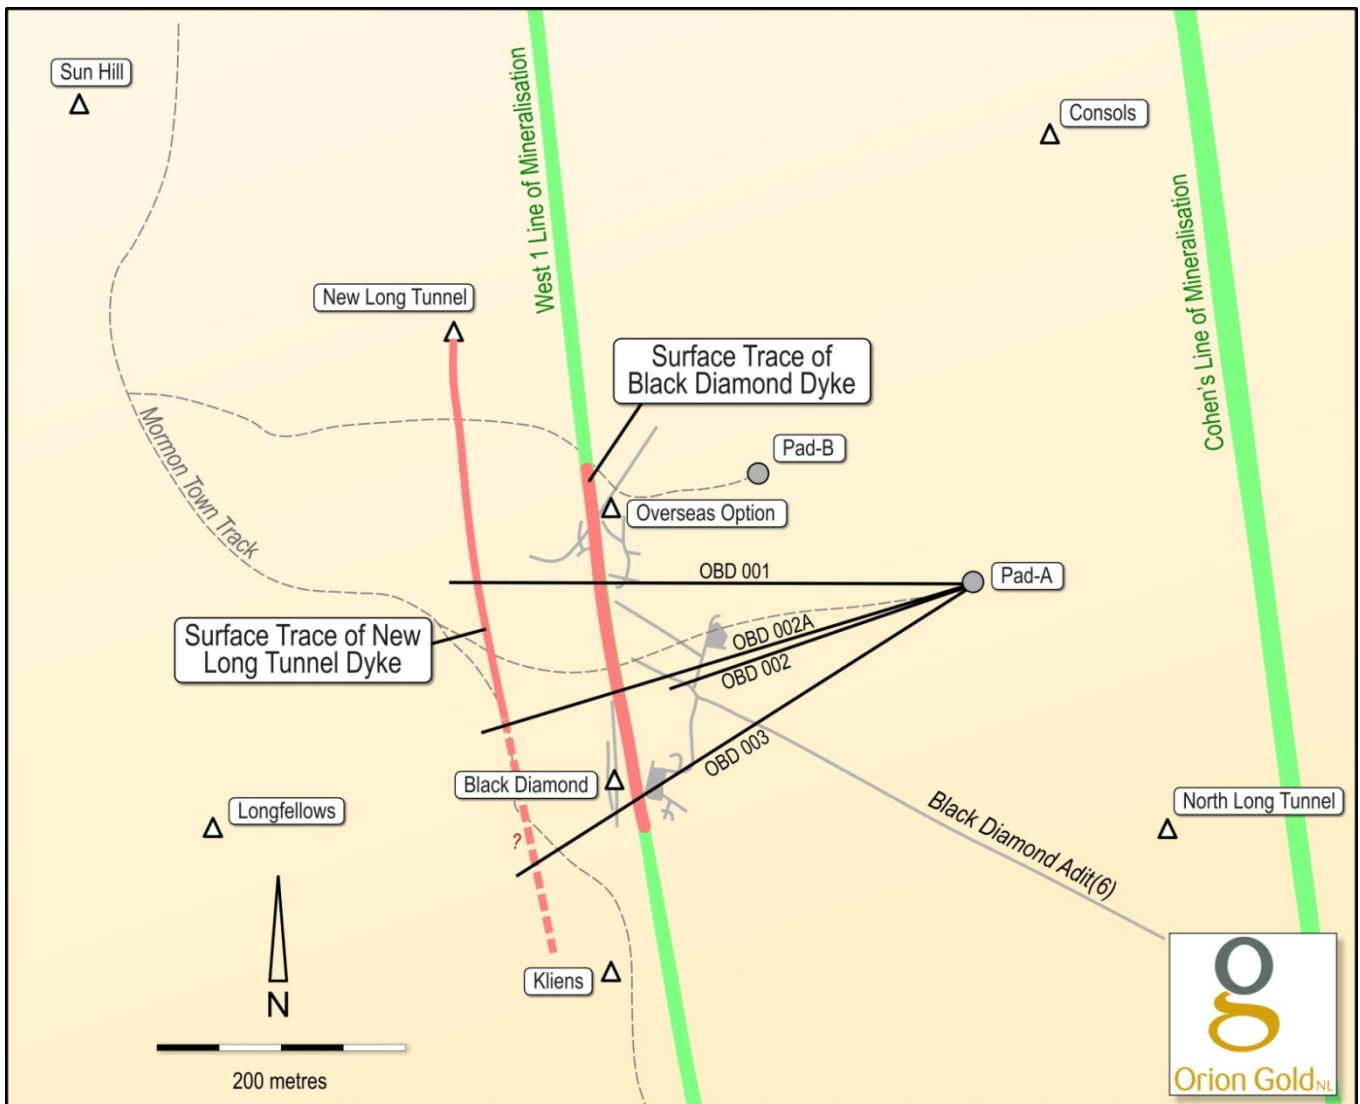 Sun Hill
Consols
West 1 Line of Mineralisation
Cohen's Line of Mineralisation
New Long Tunnel
Surface Trace of
Black Diamond Dyke
Pad-B
Mormon Town Track
Overseas Option
OBD 001
Pad-A
Surface Trace of New
Long Tunnel Dyke
OBD 002A
OBD 002
OBD 003
Black Diamond
Longfellows
?
Black Diamond Adit(6)
North Long Tunnel
Kliens
N
200 metres
g
Orion Gold NL